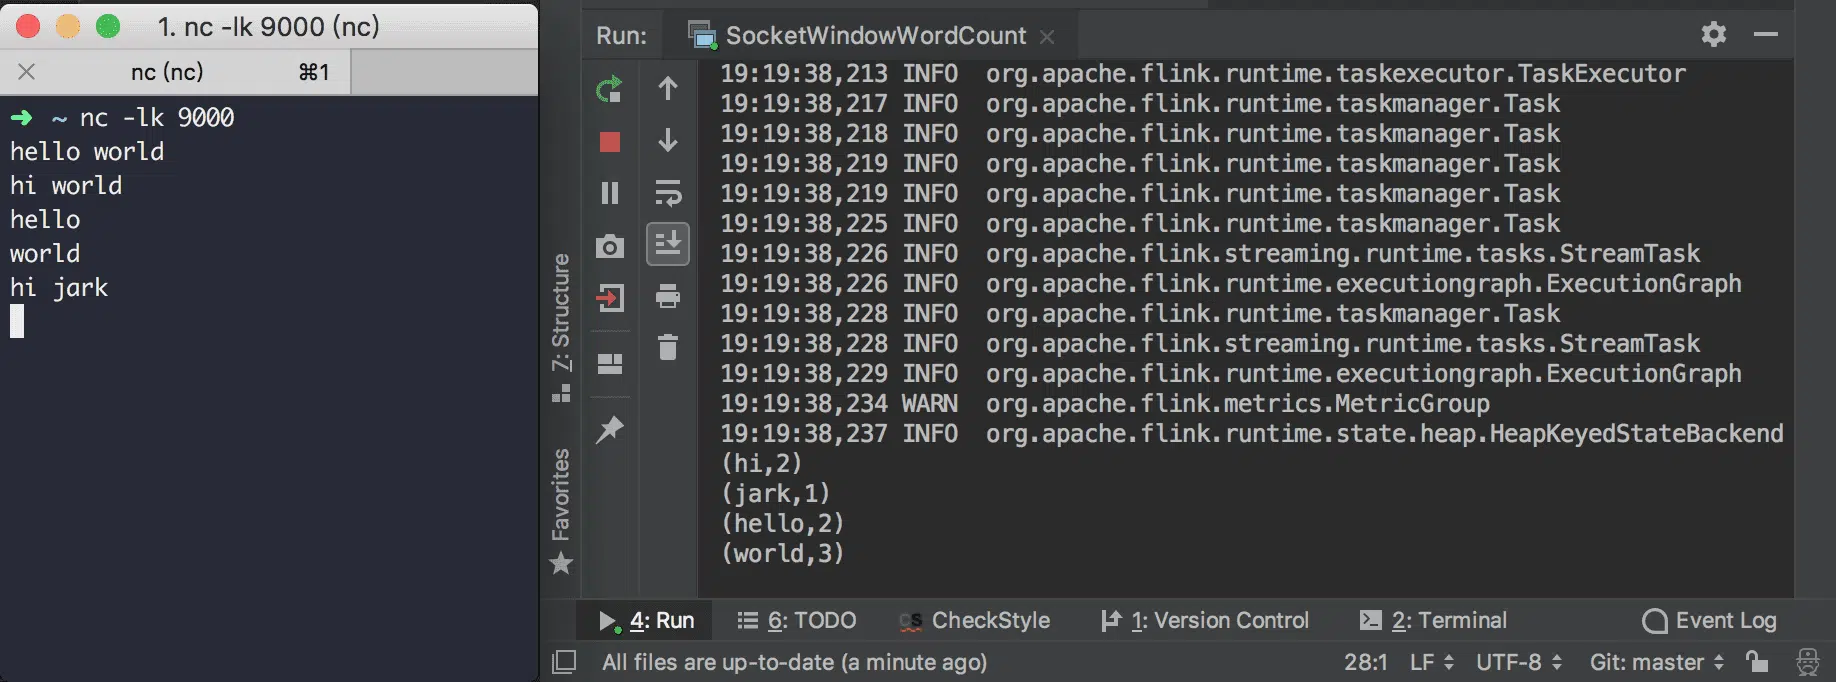 1. nc -lk 9000 (nc)
nc (nc) ⌘1
➜ ~ nc -lk 9000
hello world
hi world
hello
world
hi jark
Z: Structure
Favorites
Run: SocketWindowWordCount
19:19:38,213 INFO org.apache.flink.runtime.taskexecutor.TaskExecutor
19:19:38,217 INFO org.apache.flink.runtime.taskmanager.Task
19:19:38,218 INFO org.apache.flink.runtime.taskmanager.Task
19:19:38,219 INFO org.apache.flink.runtime.taskmanager.Task
19:19:38,219 INFO org.apache.flink.runtime.taskmanager.Task
19:19:38,225 INFO org.apache.flink.runtime.taskmanager.Task
19:19:38,226 INFO org.apache.flink.streaming.runtime.tasks.StreamTask
19:19:38,226 INFO org.apache.flink.runtime.executiongraph.ExecutionGraph
19:19:38,228 INFO org.apache.flink.runtime.taskmanager.Task
19:19:38,228 INFO org.apache.flink.streaming.runtime.tasks.StreamTask
19:19:38,229 INFO org.apache.flink.runtime.executiongraph.ExecutionGraph
19:19:38,234 WARN org.apache.flink.metrics.MetricGroup
19:19:38,237 INFO org.apache.flink.runtime.state.heap.HeapKeyedStateBackend
(hi,2)
(jark,1)
(hello,2)
(world,3)
4: Run 6: TODO CS CheckStyle 1: Version Control 2: Terminal Event Log
All files are up-to-date (a minute ago) 28:1 LF UTF-8 Git: master